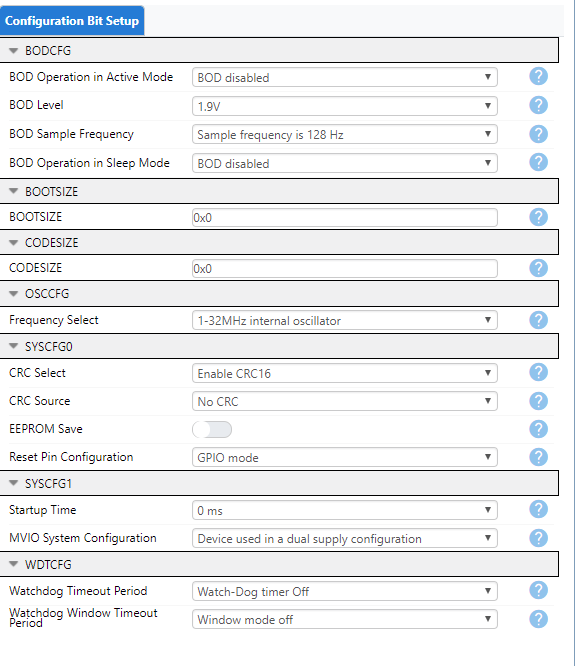 Configuration Bit Setup
BODCFG
BOD Operation in Active Mode BOD disabled ?
BOD Level 1.9V ?
BOD Sample Frequency Sample frequency is 128 Hz ?
BOD Operation in Sleep Mode BOD disabled ?
BOOTSIZE
BOOTSIZE 0x0 ?
CODESIZE
CODESIZE 0x0 ?
OSCCFG
Frequency Select 1-32MHz internal oscillator ?
SYSCFG0
CRC Select Enable CRC16 ?
CRC Source No CRC ?
EEPROM Save ?
Reset Pin Configuration GPIO mode ?
SYSCFG1
Startup Time 0 ms ?
MVIO System Configuration Device used in a dual supply configuration ?
WDTCFG
Watchdog Timeout Period Watch-Dog timer Off ?
Watchdog Window Timeout
Period Window mode off ?